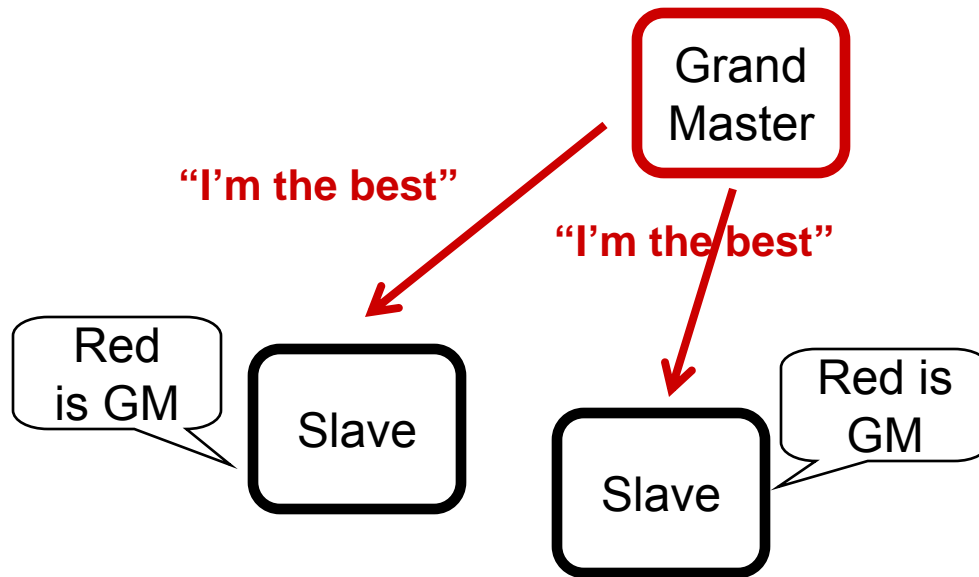 Grand
Master
“I’m the best”
“I’m the best”
Red
is GM
Slave
Red is
GM
Slave